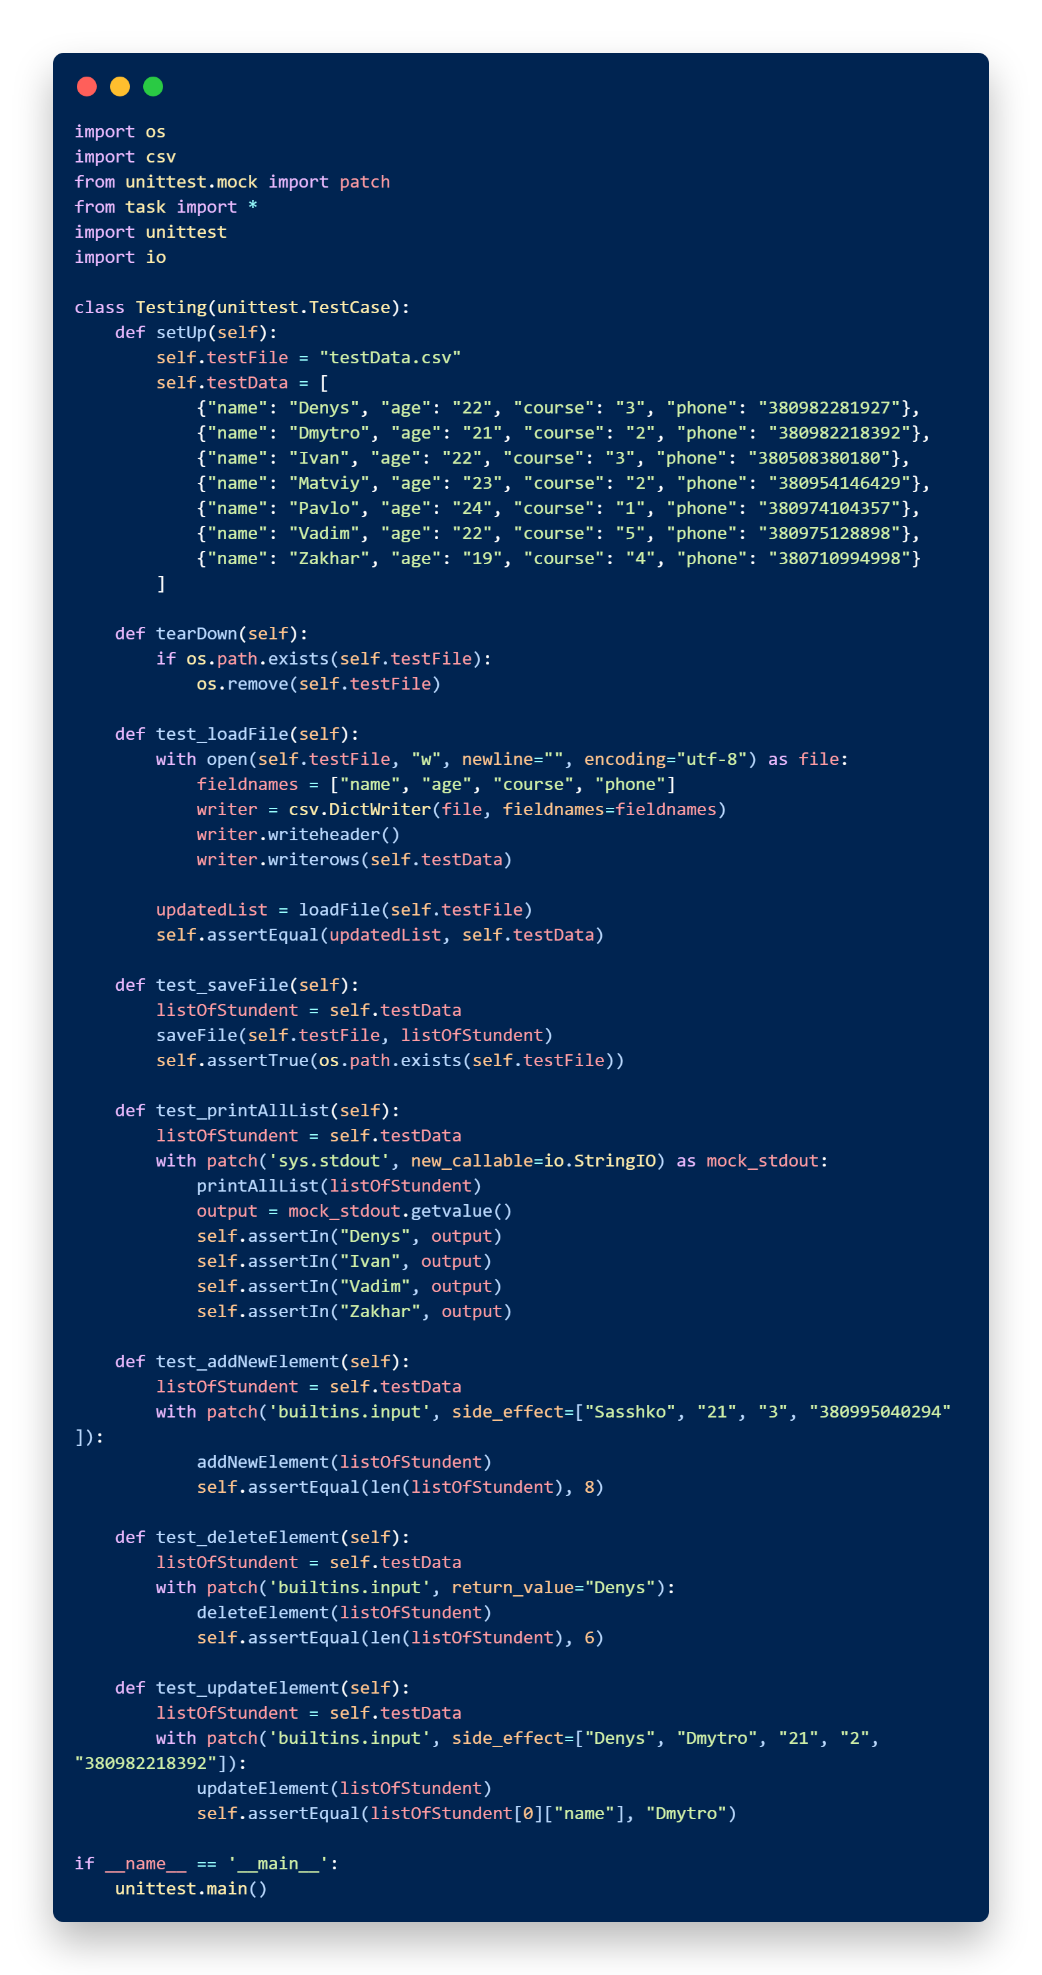 import os
import csv
from unittest.mock import patch
from task import *
import unittest
import io

class Testing(unittest.TestCase):
    def setUp(self):
        self.testFile = "testData.csv"
        self.testData = [
            {"name": "Denys", "age": "22", "course": "3", "phone": "380982281927"},
            {"name": "Dmytro", "age": "21", "course": "2", "phone": "380982218392"},
            {"name": "Ivan", "age": "22", "course": "3", "phone": "380508380180"},
            {"name": "Matviy", "age": "23", "course": "2", "phone": "380954146429"},
            {"name": "Pavlo", "age": "24", "course": "1", "phone": "380974104357"},
            {"name": "Vadim", "age": "22", "course": "5", "phone": "380975128898"},
            {"name": "Zakhar", "age": "19", "course": "4", "phone": "380710994998"}
        ]

    def tearDown(self):
        if os.path.exists(self.testFile):
            os.remove(self.testFile)

    def test_loadFile(self):
        with open(self.testFile, "w", newline="", encoding="utf-8") as file:
            fieldnames = ["name", "age", "course", "phone"]
            writer = csv.DictWriter(file, fieldnames=fieldnames)
            writer.writeheader()
            writer.writerows(self.testData)

        updatedList = loadFile(self.testFile)
        self.assertEqual(updatedList, self.testData)

    def test_saveFile(self):
        listOfStundent = self.testData
        saveFile(self.testFile, listOfStundent)
        self.assertTrue(os.path.exists(self.testFile))

    def test_printAllList(self):
        listOfStundent = self.testData
        with patch('sys.stdout', new_callable=io.StringIO) as mock_stdout:
            printAllList(listOfStundent)
            output = mock_stdout.getvalue()
            self.assertIn("Denys", output)
            self.assertIn("Ivan", output)
            self.assertIn("Vadim", output)
            self.assertIn("Zakhar", output)

    def test_addNewElement(self):
        listOfStundent = self.testData
        with patch('builtins.input', side_effect=["Sasshko", "21", "3", "380995040294"
]):
            addNewElement(listOfStundent)
            self.assertEqual(len(listOfStundent), 8)

    def test_deleteElement(self):
        listOfStundent = self.testData
        with patch('builtins.input', return_value="Denys"):
            deleteElement(listOfStundent)
            self.assertEqual(len(listOfStundent), 6)

    def test_updateElement(self):
        listOfStundent = self.testData
        with patch('builtins.input', side_effect=["Denys", "Dmytro", "21", "2",
"380982218392"]):
            updateElement(listOfStundent)
            self.assertEqual(listOfStundent[0]["name"], "Dmytro")

if __name__ == '__main__':
    unittest.main()